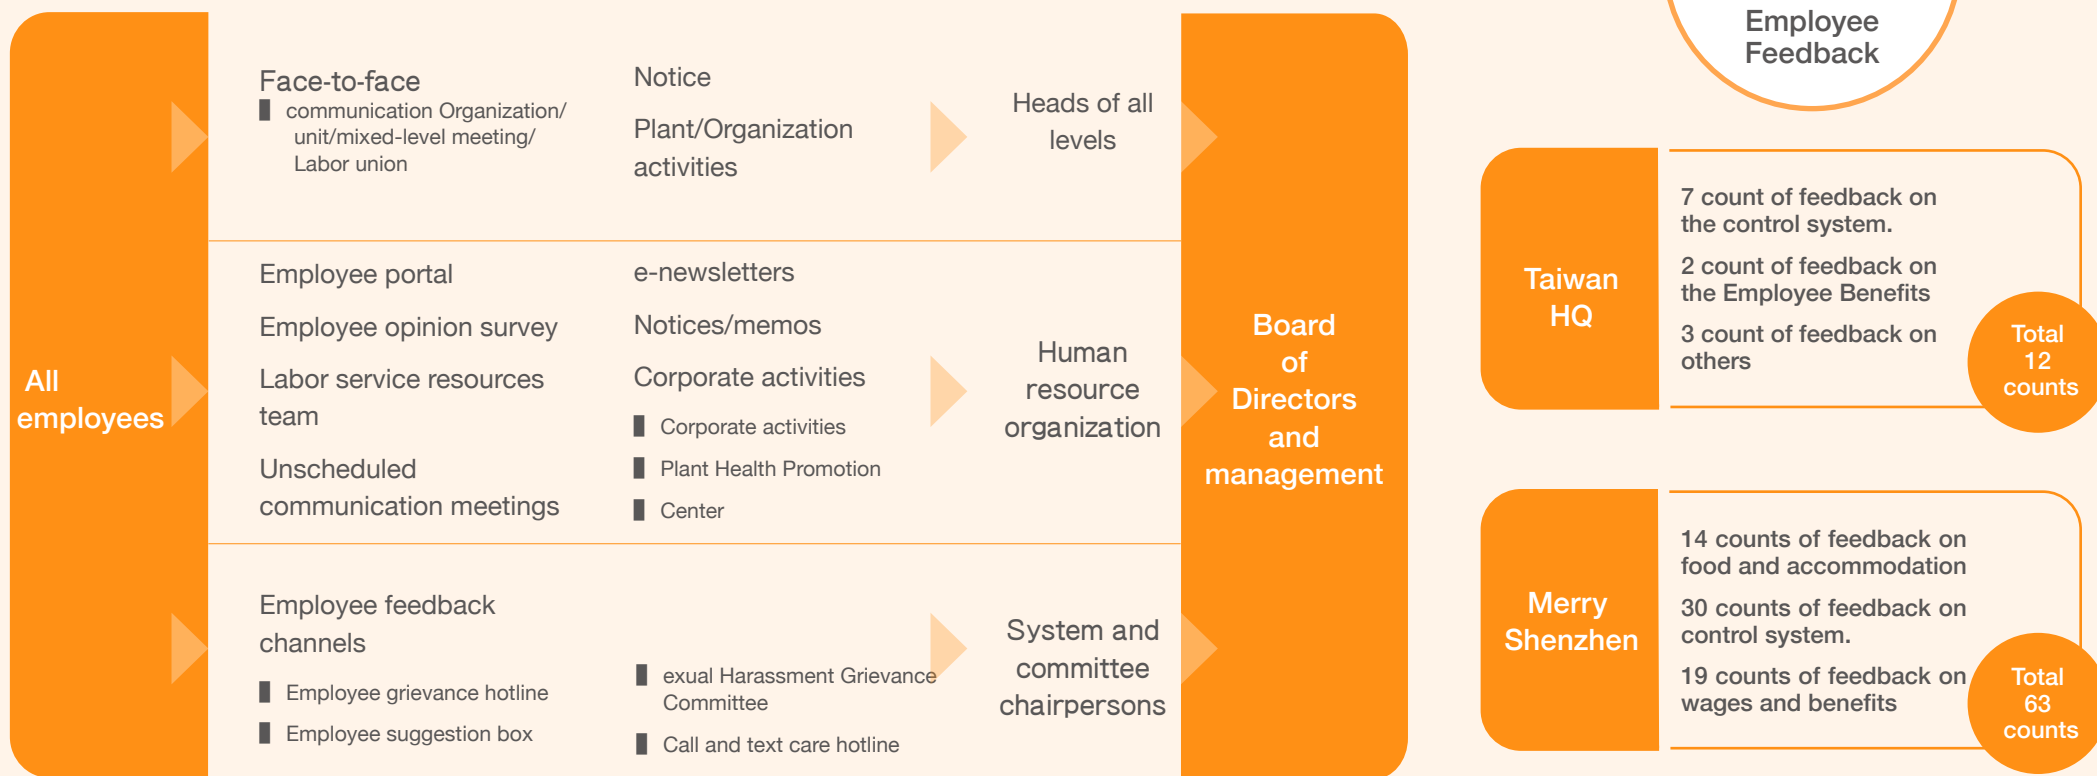 All
employees
Face-to-face
communication Organization/
unit/mixed-level meeting/
Labor union
Notice
Plant/Organization
activities
Heads of all
levels
Employee portal
Employee opinion survey
Labor service resources
team
Unscheduled
communication meetings
e-newsletters
Notices/memos
Corporate activities
Corporate activities
Plant Health Promotion
Center
Human
resource
organization
Employee feedback
channels
Employee grievance hotline
Employee suggestion box
exual Harassment Grievance
Committee
Call and text care hotline
System and
committee
chairpersons
Board
of
Directors
and
management
Employee
Feedback
Taiwan
HQ
7 count of feedback on
the control system.
2 count of feedback on
the Employee Benefits
3 count of feedback on
others
Total
12
counts
Merry
Shenzhen
14 counts of feedback on
food and accommodation
30 counts of feedback on
control system.
19 counts of feedback on
wages and benefits
Total
63
counts